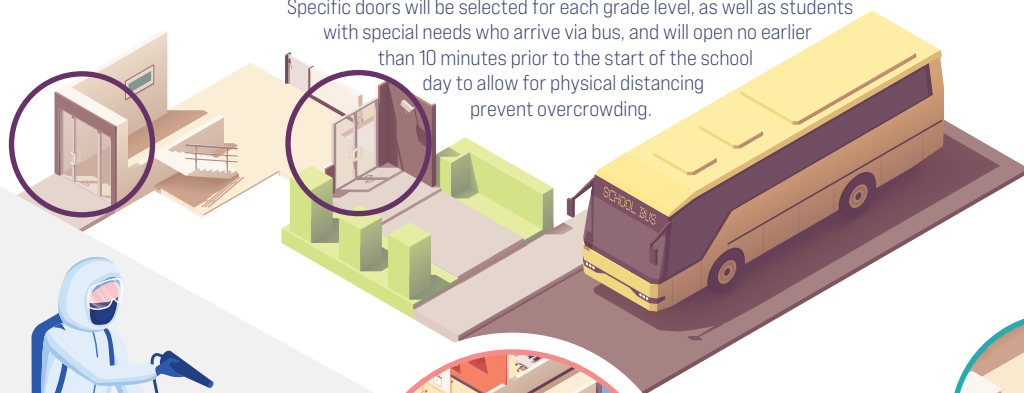 Specific doors will be selected for each grade level, as well as students
with special needs who arrive via bus, and will open no earlier
than 10 minutes prior to the start of the school
day to allow for physical distancing
prevent overcrowding.
SCHOOL BUS